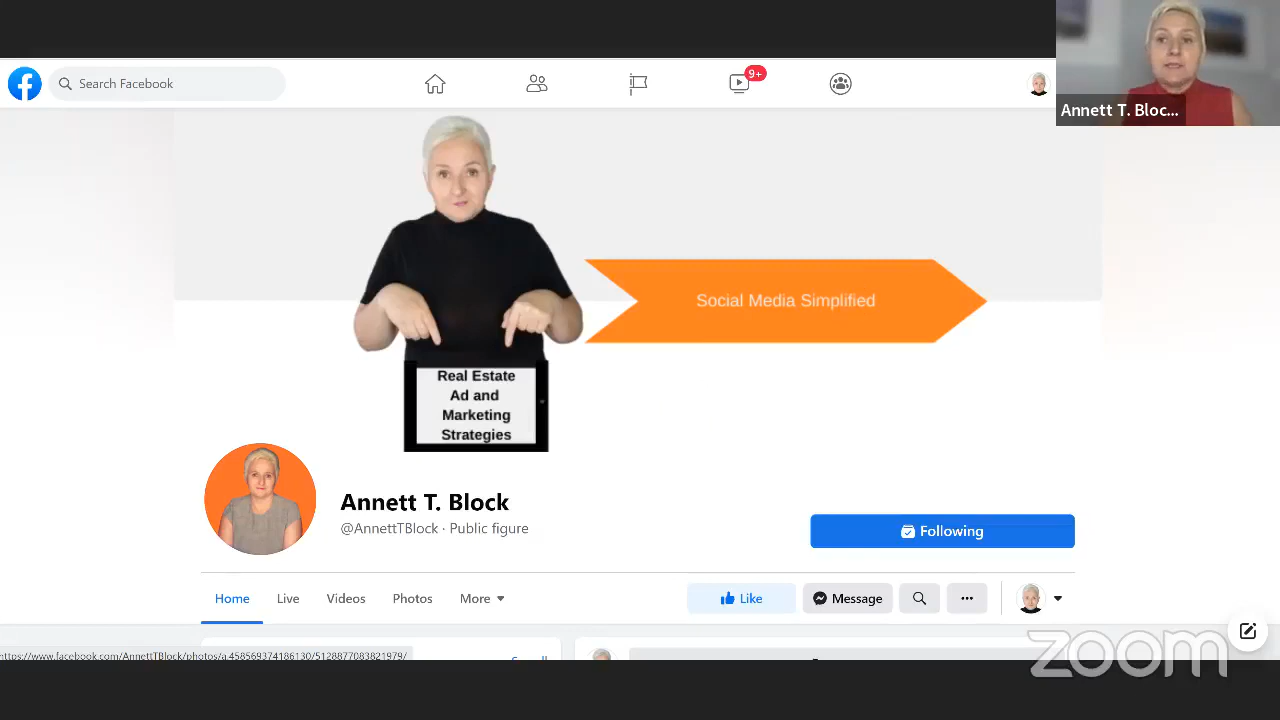 Search Facebook
9+
Annett T. Bloc...
Social Media Simplified
Real Estate
Ad and
Marketing
Strategies
Annett T. Block
@AnnettTBlock · Public figure
Following
Home
Live
Videos
Photos
More
Like
Message
https://www.facebook.com/AnnettTBlock/photos/a.458569374186130/5128877083821979/
zoom